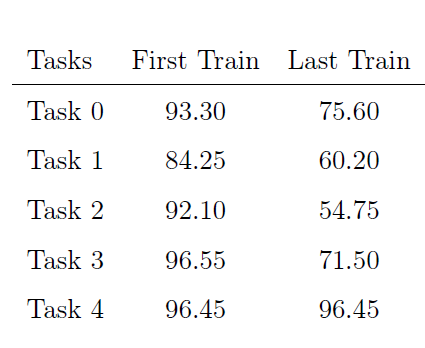 Tasks First Train Last Train
Task 0 93.30 75.60
Task 1 84.25 60.20
Task 2 92.10 54.75
Task 3 96.55 71.50
Task 4 96.45 96.45